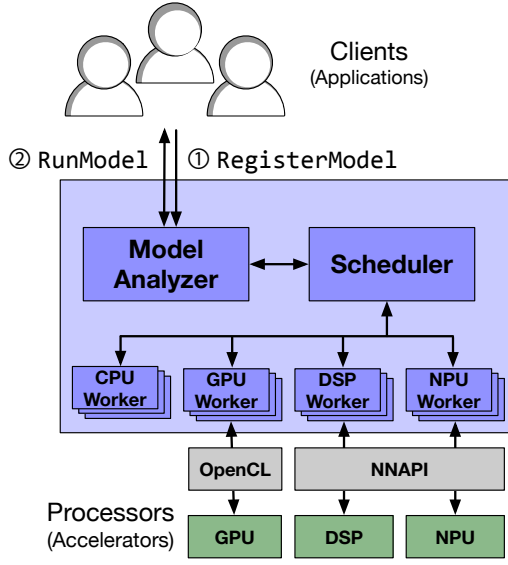 Clients
(Applications)
② RunModel
① RegisterModel
Model
Analyzer
Scheduler
CPU
Worker
GPU
Worker
DSP
Worker
NPU
Worker
OpenCL
NNAPI
Processors
(Accelerators)
GPU
DSP
NPU